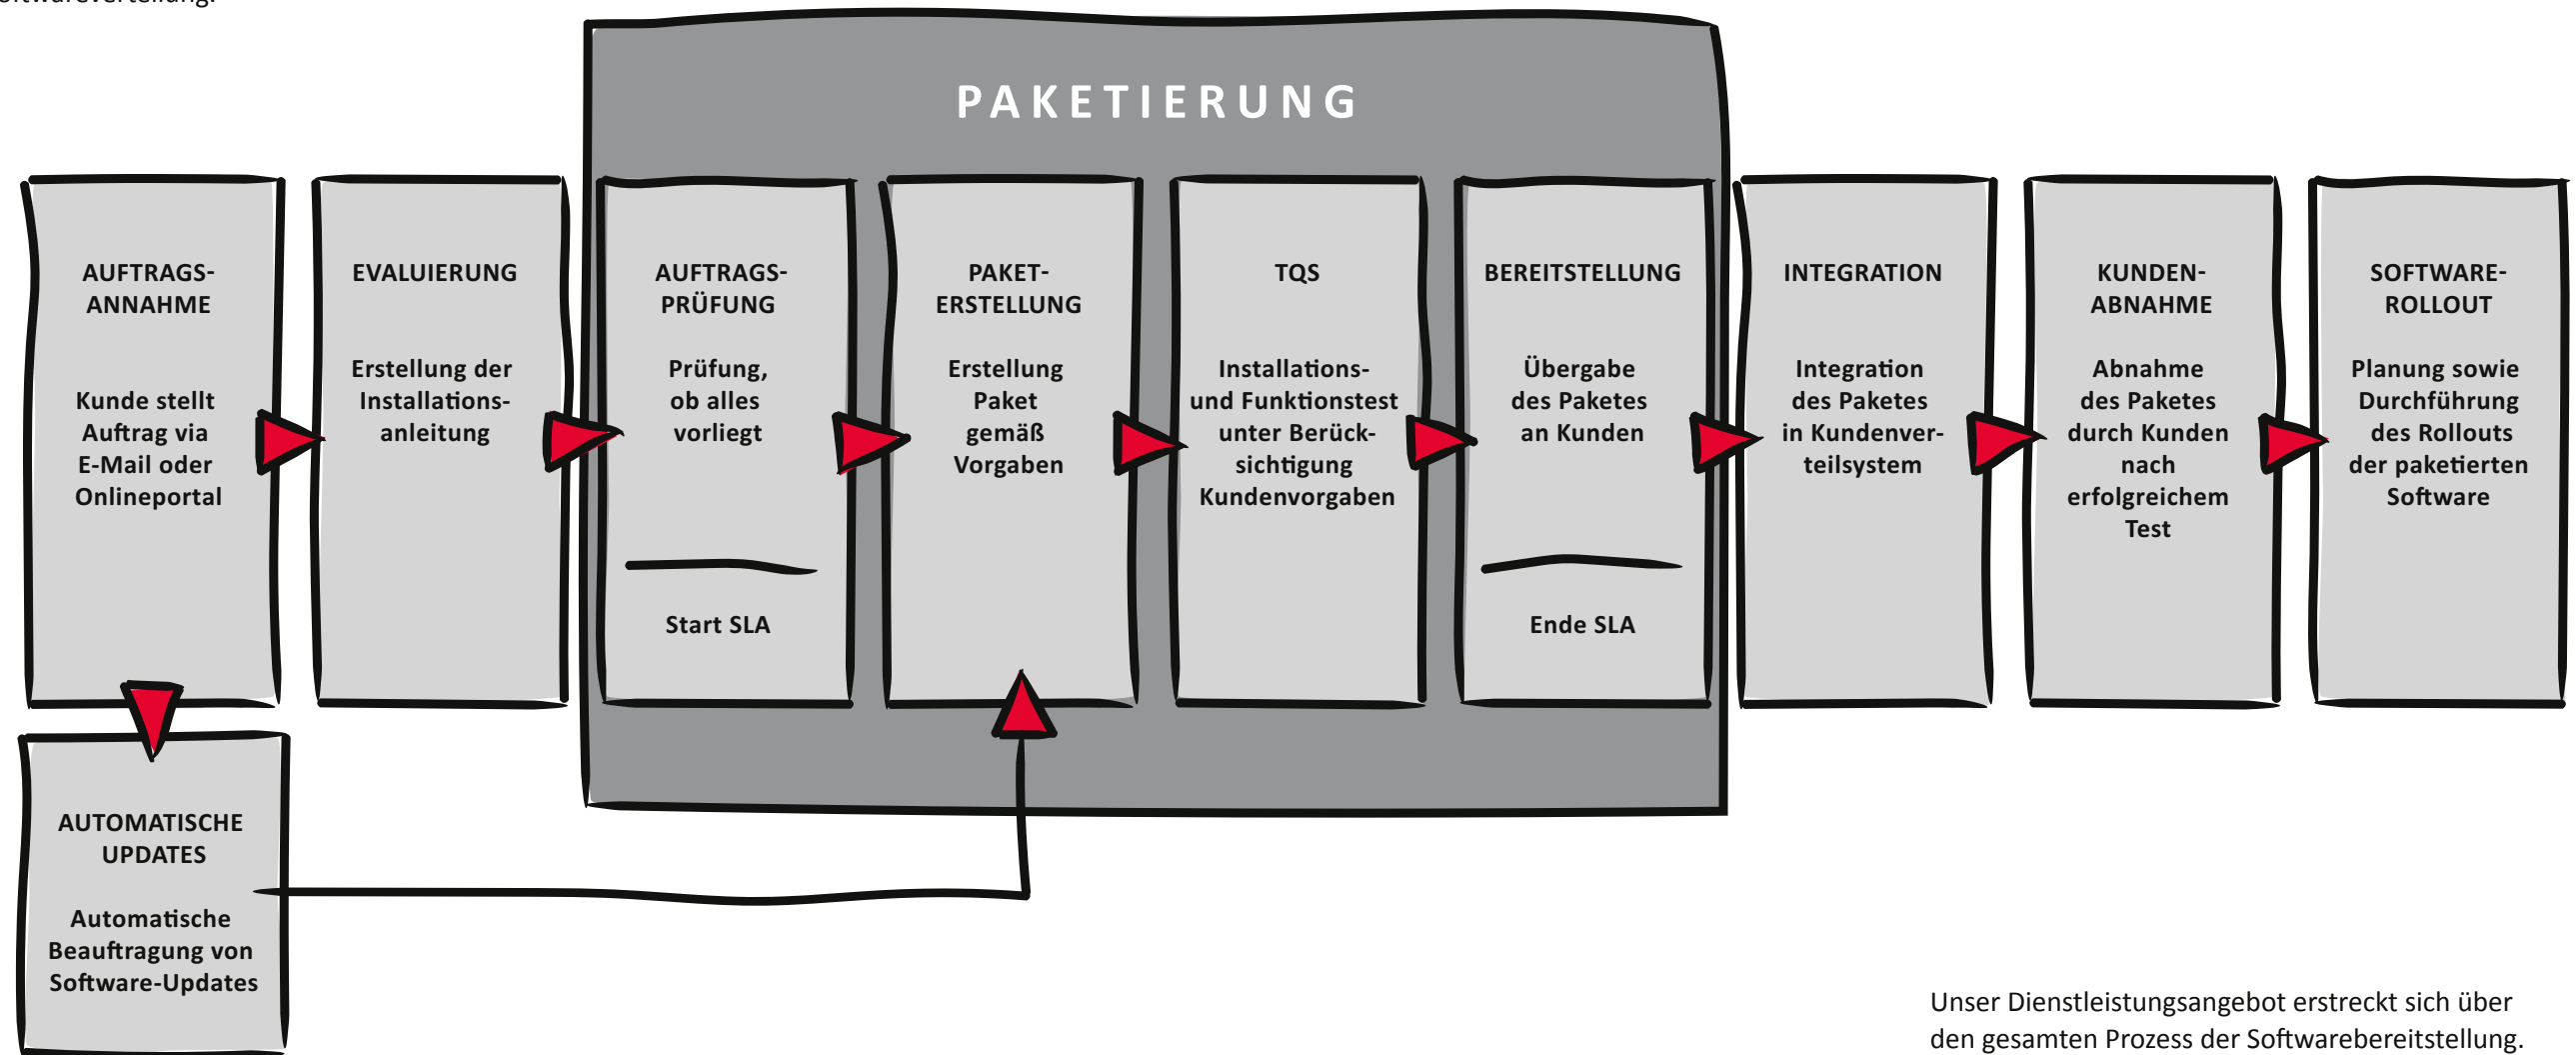 Softwareverteilung.
PAKETIERUNG
AUFTRAGS-
ANNAHME
Kunde stellt
Auftrag via
E-Mail oder
Onlineportal
EVALUIERUNG
Erstellung der
Installations-
anleitung
AUFTRAGS-
PRÜFUNG
Prüfung,
ob alles
vorliegt
Start SLA
PAKET-
ERSTELLUNG
Erstellung
Paket
gemäß
Vorgaben
TQS
Installations-
und Funktionstest
unter Berück-
sichtigung
Kundenvorgaben
BEREITSTELLUNG
Übergabe
des Paketes
an Kunden
Ende SLA
INTEGRATION
Integration
des Paketes
in Kundenver-
teilsystem
KUNDEN-
ABNAHME
Abnahme
des Paketes
durch Kunden
nach
erfolgreichem
Test
SOFTWARE-
ROLLOUT
Planung sowie
Durchführung
des Rollouts
der paketierten
Software
AUTOMATISCHE
UPDATES
Automatische
Beauftragung von
Software-Updates
Unser Dienstleistungsangebot erstreckt sich über
den gesamten Prozess der Softwarebereitstellung.